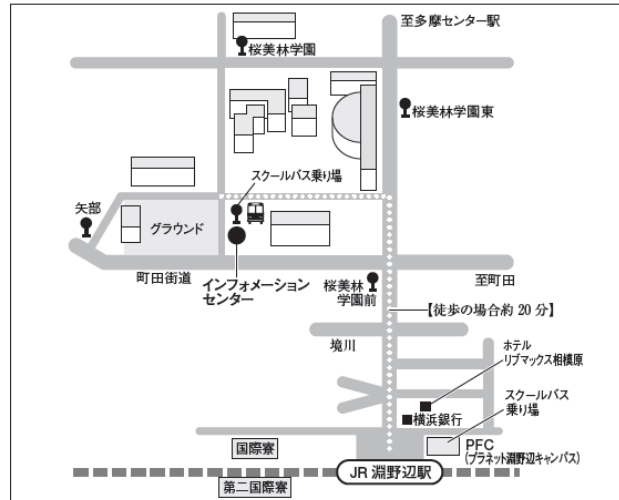 至多摩センター駅
桜美林学園
桜美林学園東
スクールバス乗り場
矢部
グラウンド
町田街道
インフォメーション
センター
桜美林
学園前
至町田
【徒歩の場合約20分】
境川
ホテル
リブマックス相模原
スクールバス
乗り場
横浜銀行
国際寮
PFC
(プラネット淵野辺キャンパス)
JR 淵野辺駅
第二国際寮